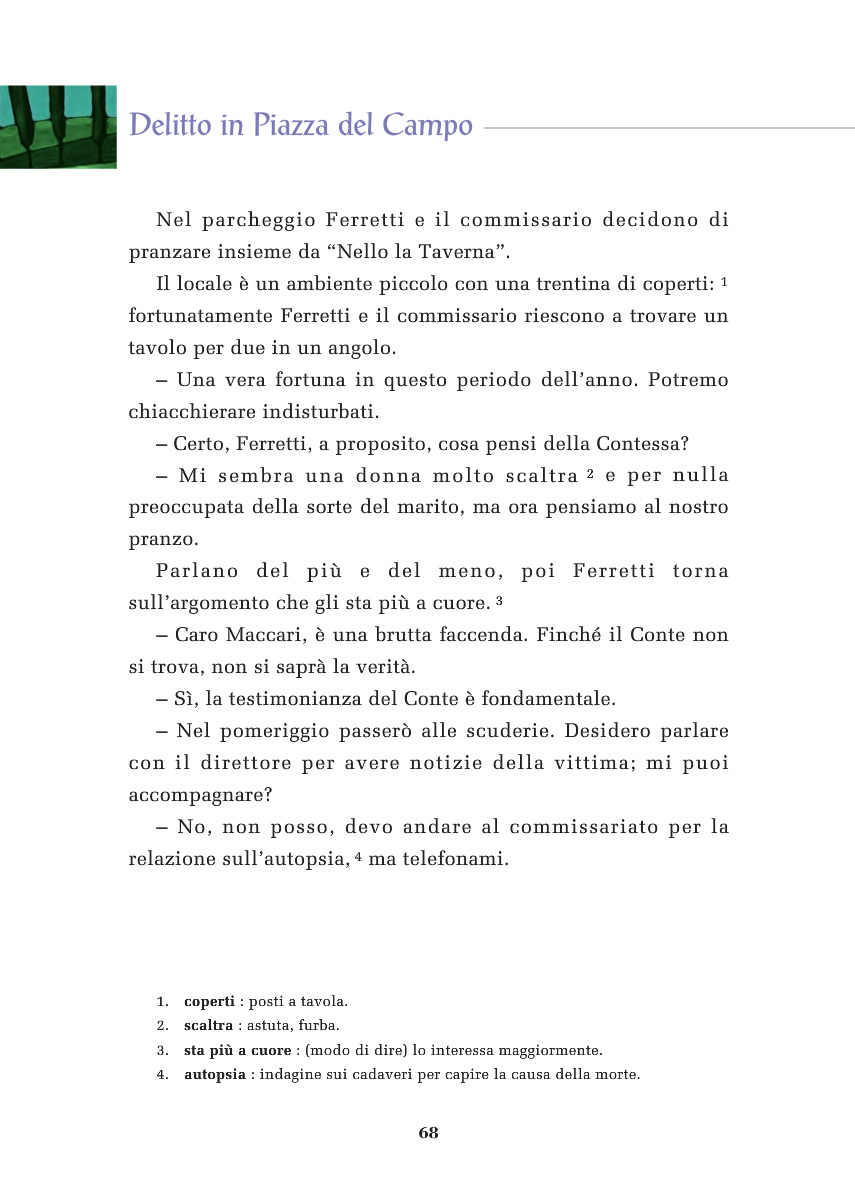 Delitto in Piazza del Campo
Nel parcheggio Ferretti e il commissario decidono di
pranzare insieme da “Nello la Taverna”.
Il locale è un ambiente piccolo con una trentina di coperti: 1
fortunatamente Ferretti e il commissario riescono a trovare un
tavolo per due in un angolo.
– Una vera fortuna in questo periodo dell’anno. Potremo
chiacchierare indisturbati.
– Certo, Ferretti, a proposito, cosa pensi della Contessa?
– Mi sembra una donna molto scaltra 2 e per nulla
preoccupata della sorte del marito, ma ora pensiamo al nostro
pranzo.
Parlano del più e del meno, poi Ferretti torna
sull’argomento che gli sta più a cuore. 3
– Caro Maccari, è una brutta faccenda. Finché il Conte non
si trova, non si saprà la verità.
– Sì, la testimonianza del Conte è fondamentale.
– Nel pomeriggio passerò alle scuderie. Desidero parlare
con il direttore per avere notizie della vittima; mi puoi
accompagnare?
– No, non posso, devo andare al commissariato per la
relazione sull’autopsia, 4 ma telefonami.
1. coperti : posti a tavola.
2. scaltra : astuta, furba.
3. sta più a cuore : (modo di dire) lo interessa maggiormente.
4. autopsia : indagine sui cadaveri per capire la causa della morte.
68